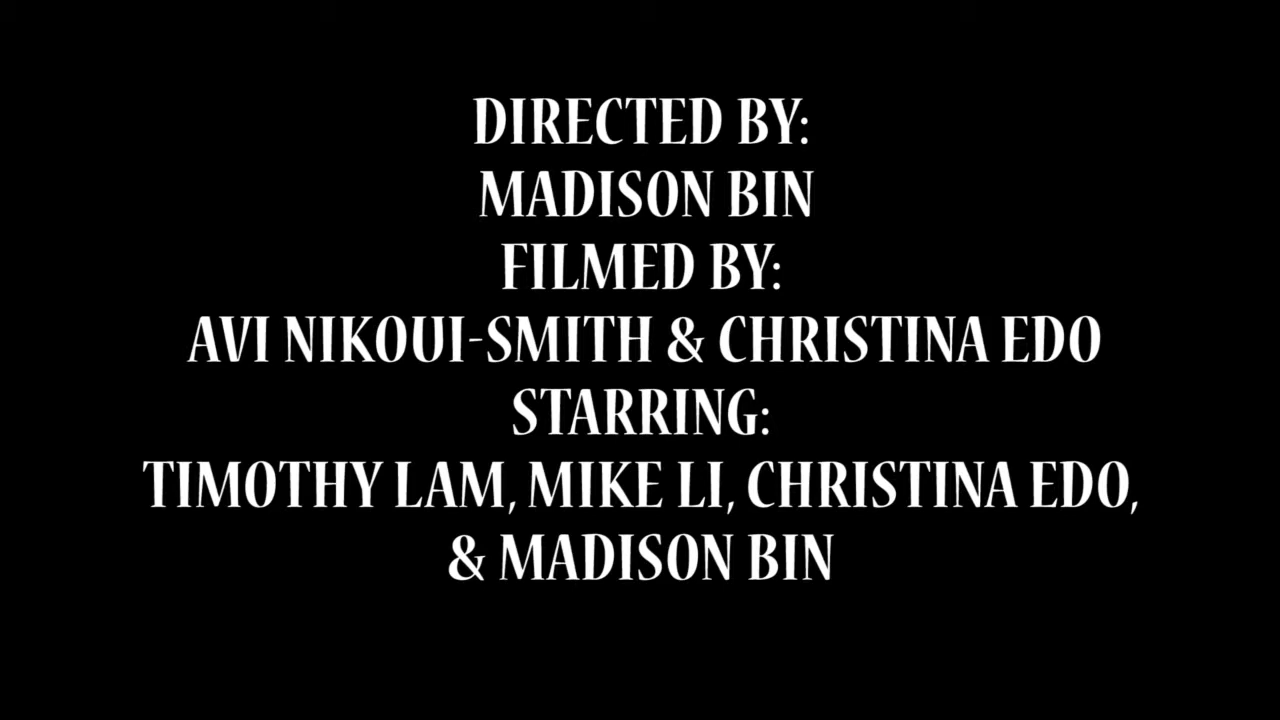 DIRECTED BY:
MADISON BIN
FILMED BY:
AVI NIKOUI-SMITH & CHRISTINA EDO
STARRING:
TIMOTHY LAM, MIKE LI, CHRISTINA EDO,
& MADISON BIN